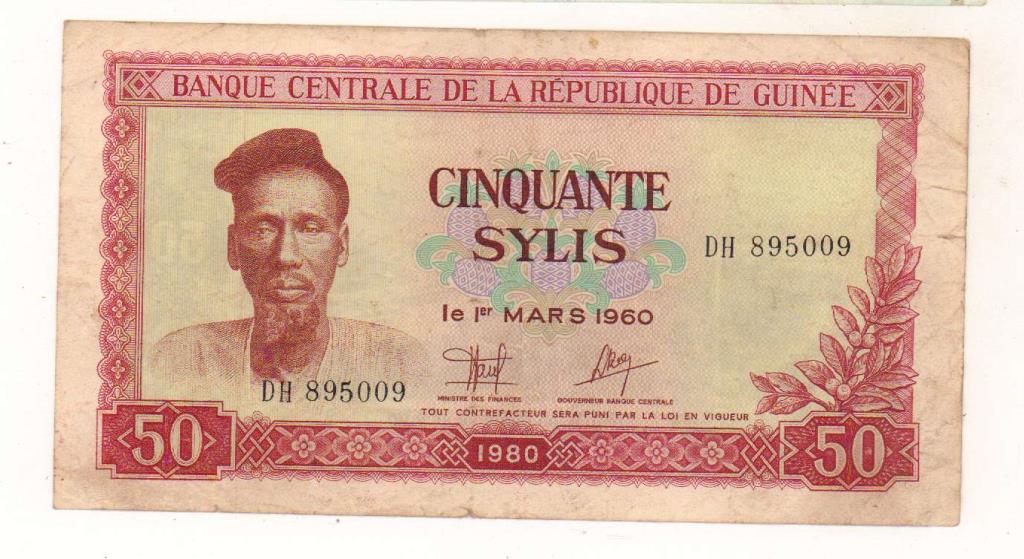 BANQUE CENTRALE DE LA RÉPUBLIQUE DE GUINÉE
CINQUANTE
SYLIS
DH 895009
le 1er MARS 1960
DH 895009
MINISTRE DES FINANCES
GOUVERNEUR BANQUE CENTRALE
TOUT CONTREFACTEUR SERA PUNI PAR LA LOI EN VIGUEUR
50
1980
50